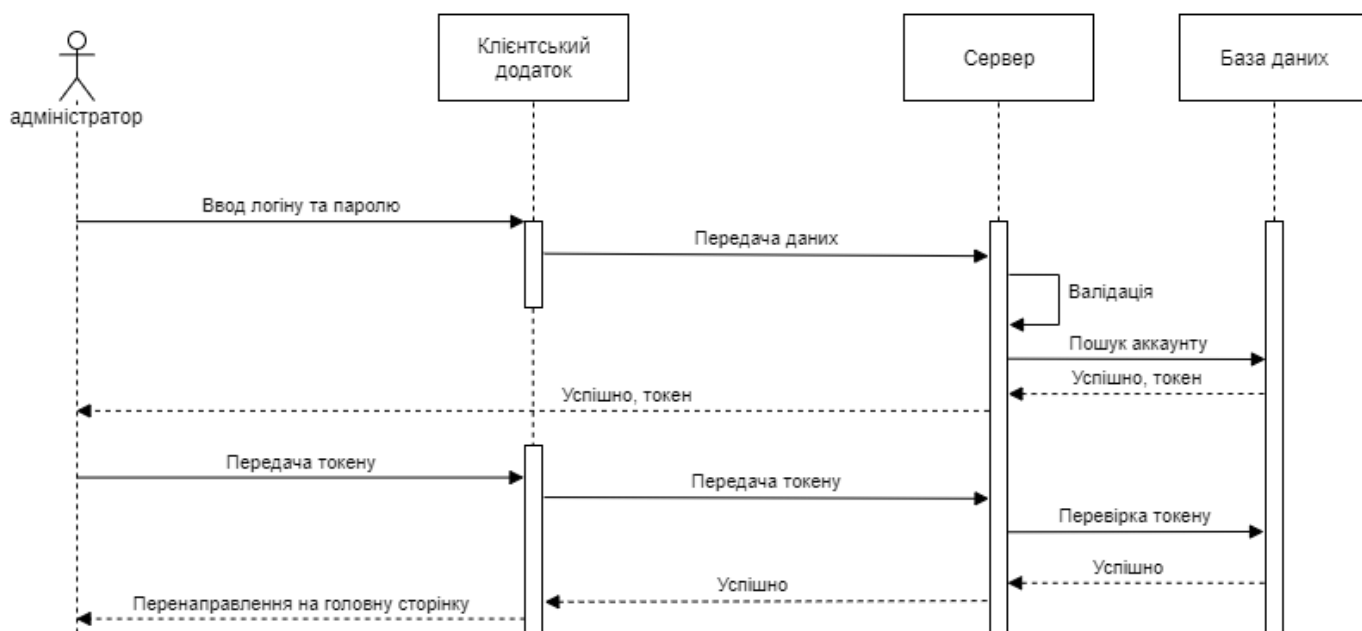 Клієнтський
додаток
Сервер
База даних
адміністратор
Ввод логіну та паролю
Передача даних
Валідація
Пошук аккаунту
Успішно, токен
Успішно, токен
Передача токену
Передача токену
Перевірка токену
Успішно
Успішно
Перенаправлення на головну сторінку